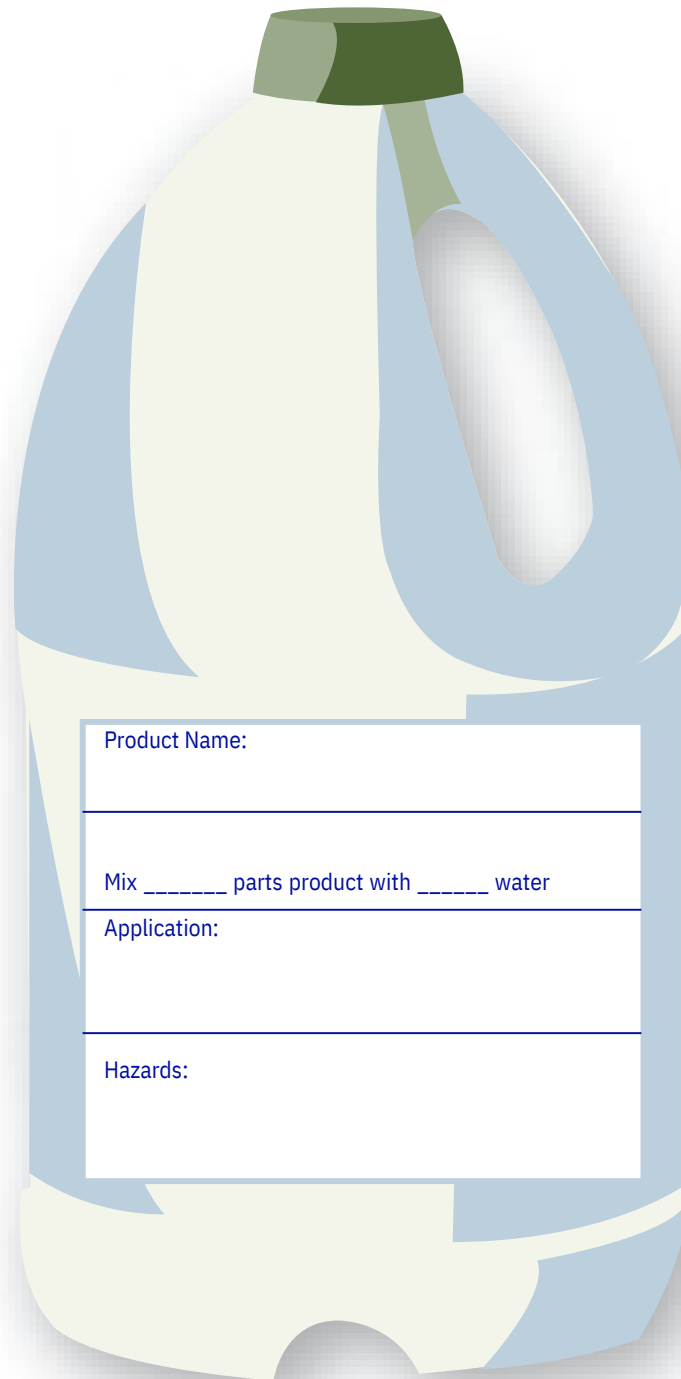 Product Name:
Mix _______ parts product with ______ water
Application:
Hazards: